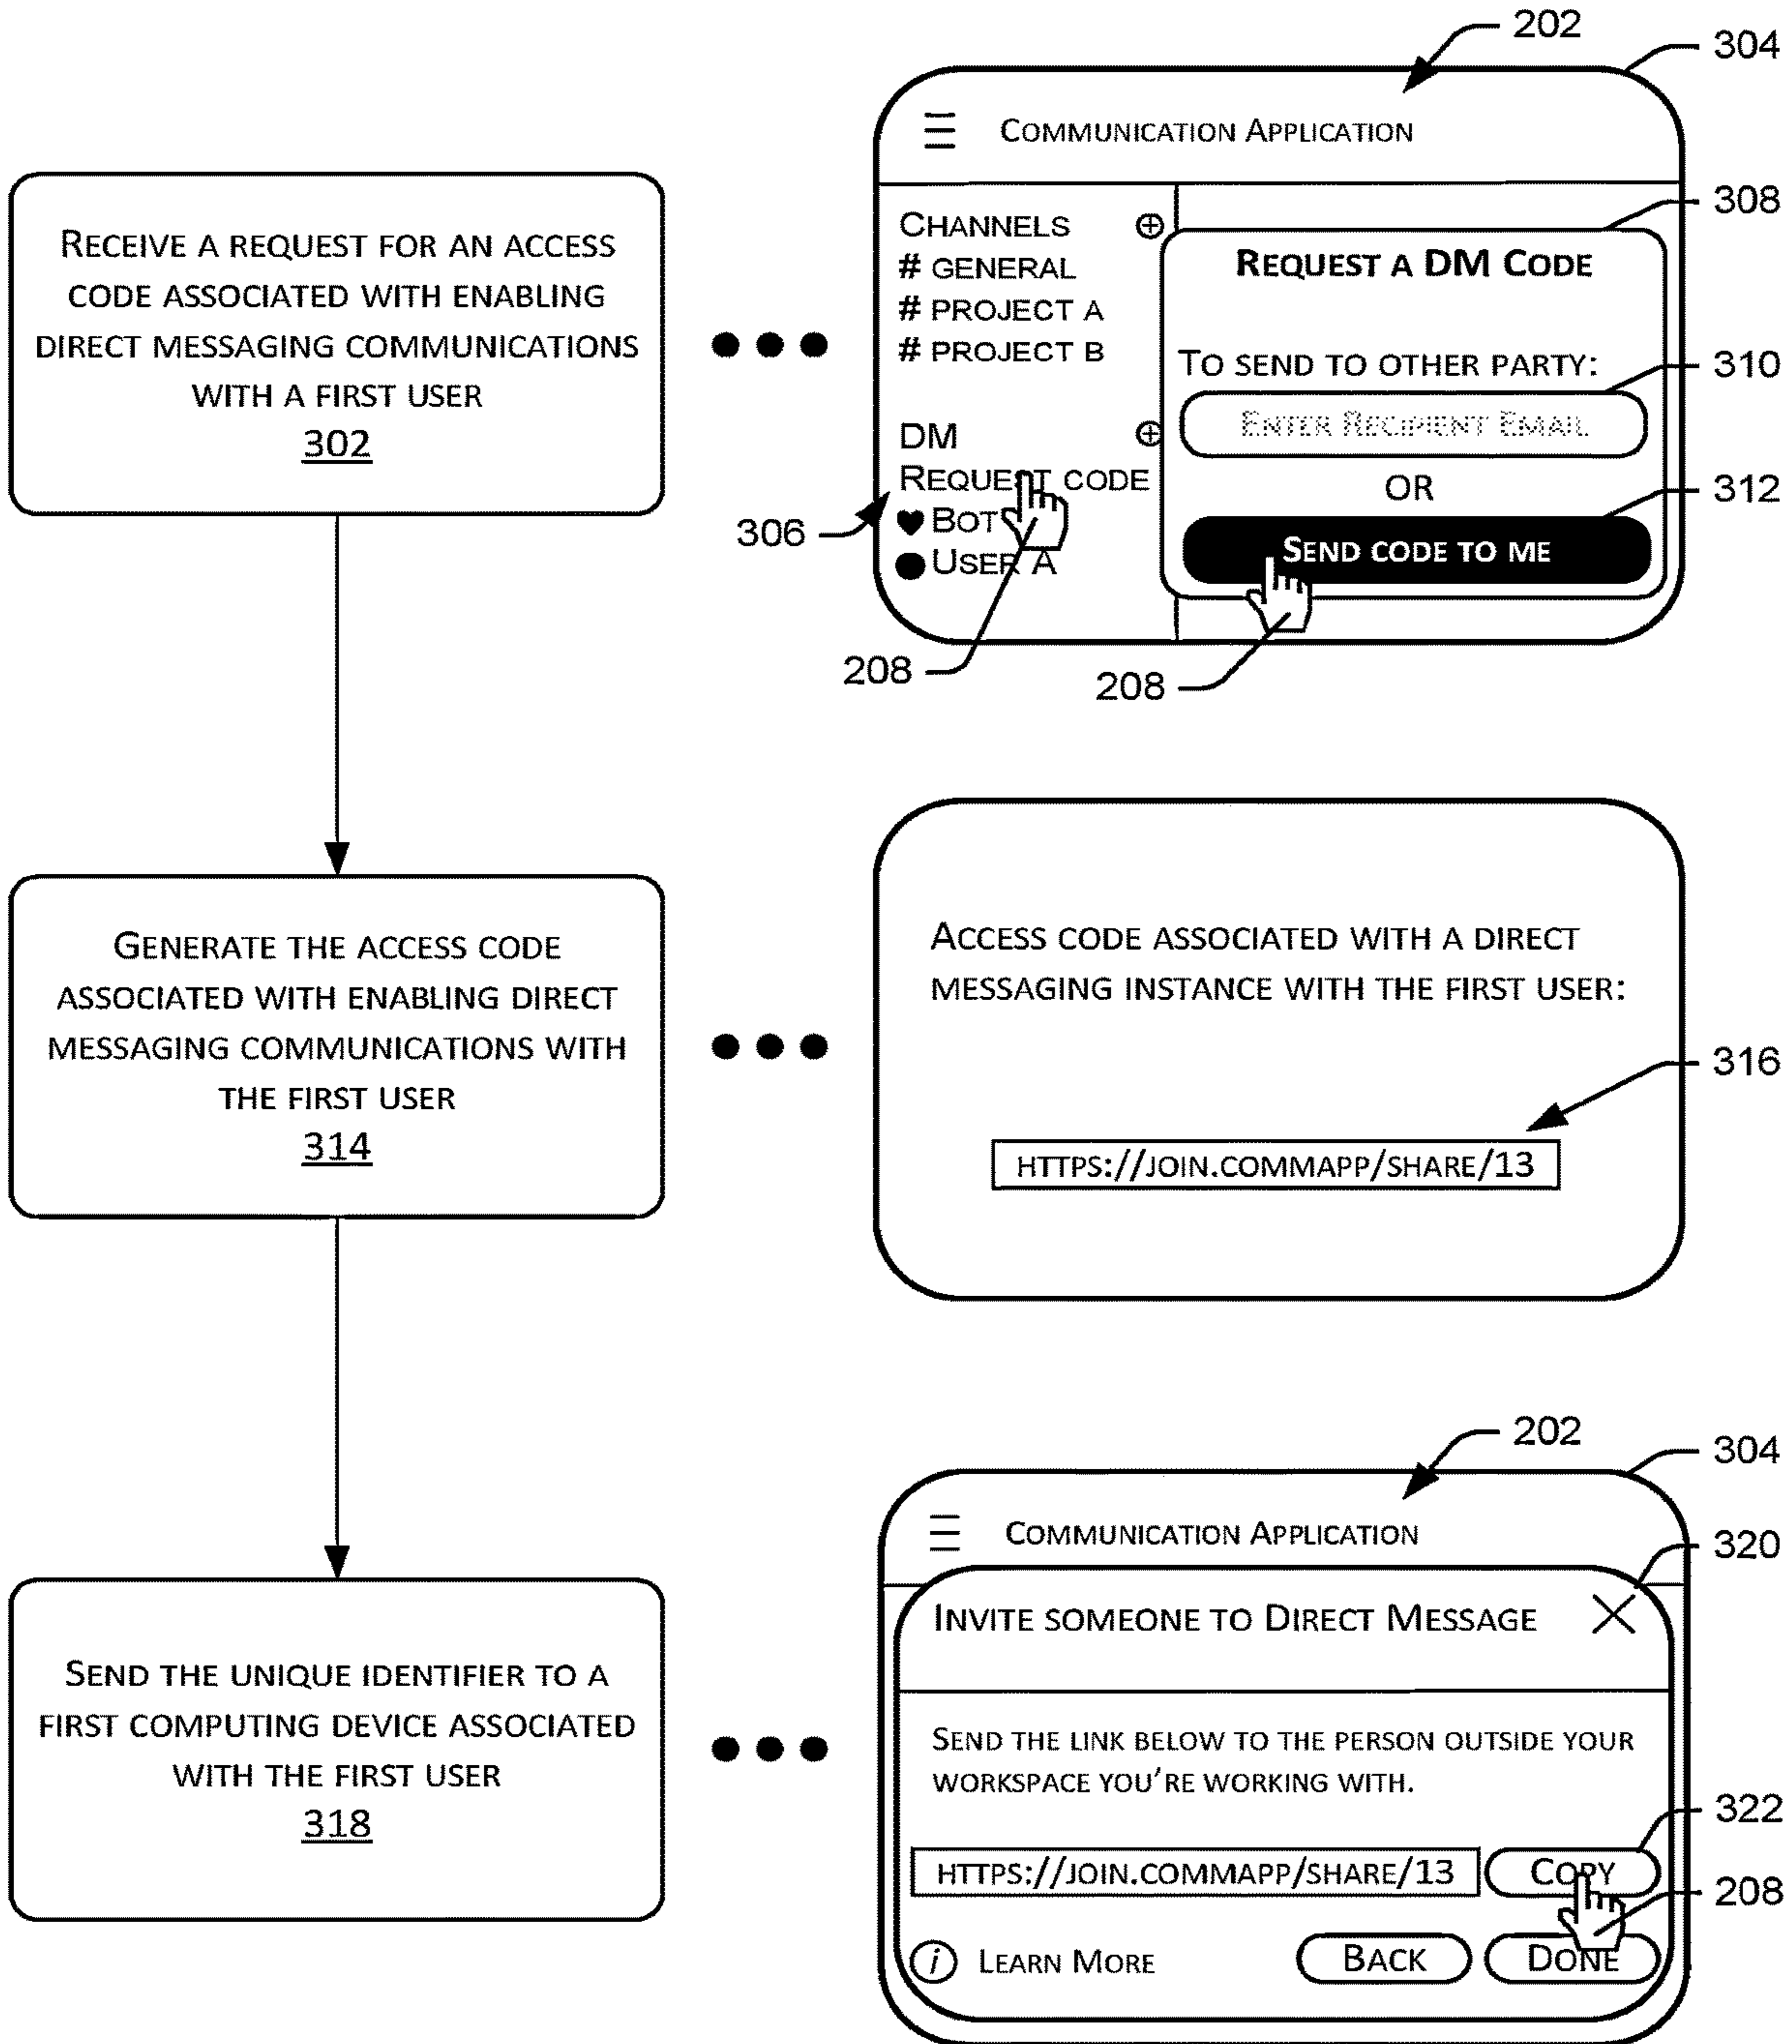 202
304
☰ COMMUNICATION APPLICATION
308
RECEIVE A REQUEST FOR AN ACCESS
CODE ASSOCIATED WITH ENABLING
DIRECT MESSAGING COMMUNICATIONS
WITH A FIRST USER
302
CHANNELS ⊕
# GENERAL
# PROJECT A
# PROJECT B
DM ⊕
REQUEST CODE
306
♥ BOT
● USER A
208
REQUEST A DM CODE
TO SEND TO OTHER PARTY:
310
ENTER RECIPIENT EMAIL
OR
312
SEND CODE TO ME
208
GENERATE THE ACCESS CODE
ASSOCIATED WITH ENABLING DIRECT
MESSAGING COMMUNICATIONS WITH
THE FIRST USER
314
ACCESS CODE ASSOCIATED WITH A DIRECT
MESSAGING INSTANCE WITH THE FIRST USER:
316
HTTPS://JOIN.COMMAPP/SHARE/13
202
304
☰ COMMUNICATION APPLICATION
320
SEND THE UNIQUE IDENTIFIER TO A
FIRST COMPUTING DEVICE ASSOCIATED
WITH THE FIRST USER
318
INVITE SOMEONE TO DIRECT MESSAGE X
SEND THE LINK BELOW TO THE PERSON OUTSIDE YOUR
WORKSPACE YOU'RE WORKING WITH.
322
HTTPS://JOIN.COMMAPP/SHARE/13 COPY
208
i LEARN MORE BACK DONE